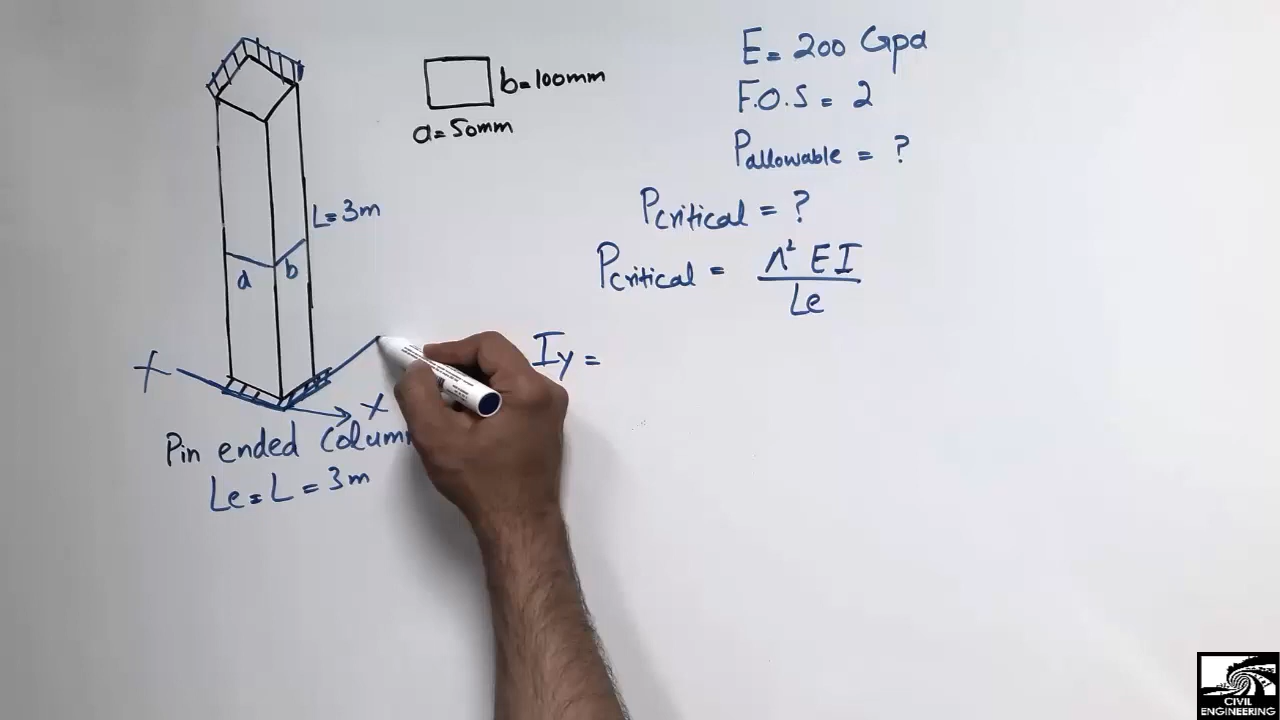 b=100mm
a=50mm
E= 200 Gpa
F.O.S = 2
Pallowable = ?
Pcritical = ?
Pcritical = π² EI
Le
L=3m
a
b
Iy =
X
X
Pin ended Column
Le=L=3m
CIVIL
ENGINEERING